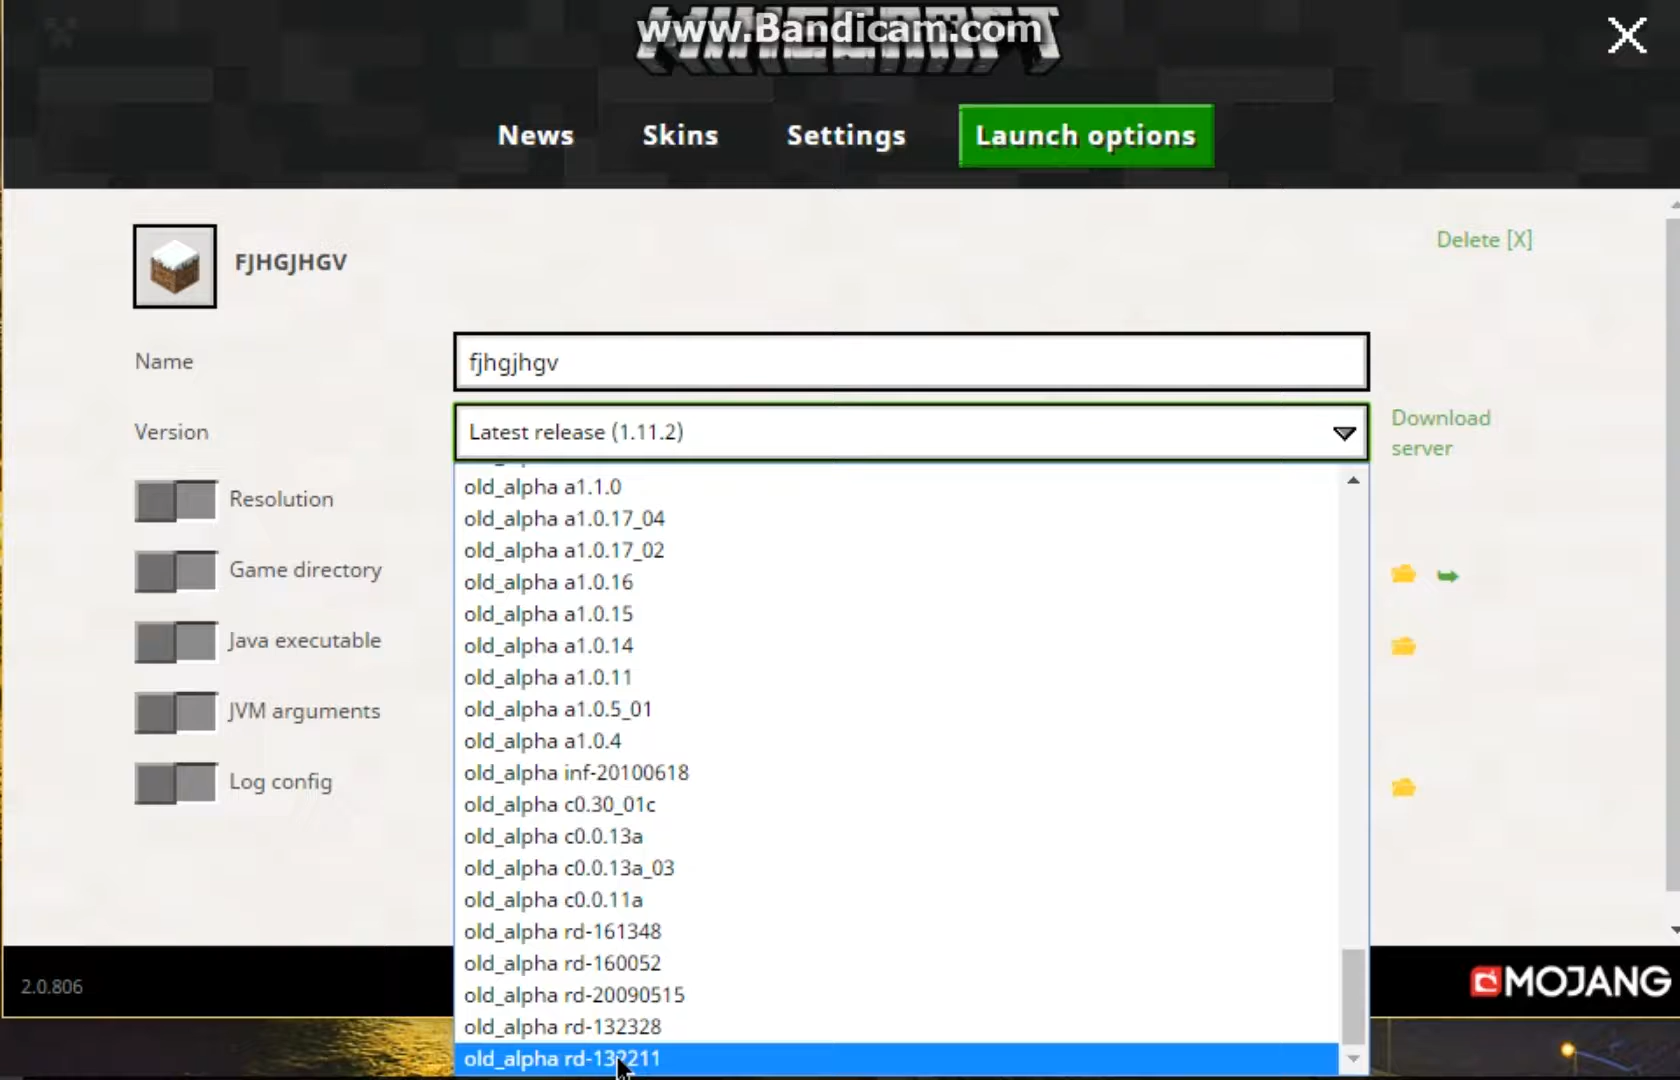 MINECRAFT
www.Bandicam.com
News Skins Settings Launch options
Delete [X]
FJHGJHGV
Name fjhgjhgv
Version Latest release (1.11.2) Download server
old_alpha a1.1.0
Resolution
old_alpha a1.0.17_04
old_alpha a1.0.17_02
Game directory
old_alpha a1.0.16
old_alpha a1.0.15
Java executable
old_alpha a1.0.14
old_alpha a1.0.11
JVM arguments
old_alpha a1.0.5_01
old_alpha a1.0.4
Log config
old_alpha inf-20100618
old_alpha c0.30_01c
old_alpha c0.0.13a
old_alpha c0.0.13a_03
old_alpha c0.0.11a
old_alpha rd-161348
old_alpha rd-160052
2.0.806
MOJANG
old_alpha rd-20090515
old_alpha rd-132328
old_alpha rd-132211